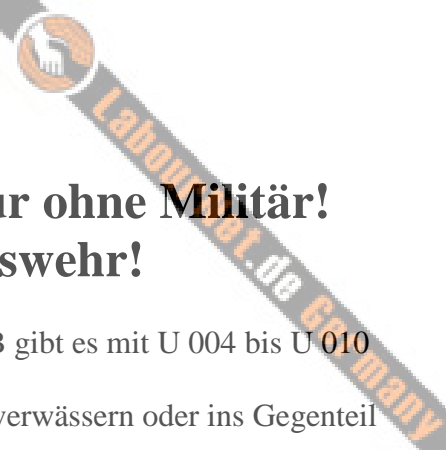 LabourNet.de Germany
ur ohne Militär!
swehr!
B gibt es mit U 004 bis U 010
verwässern oder ins Gegenteil